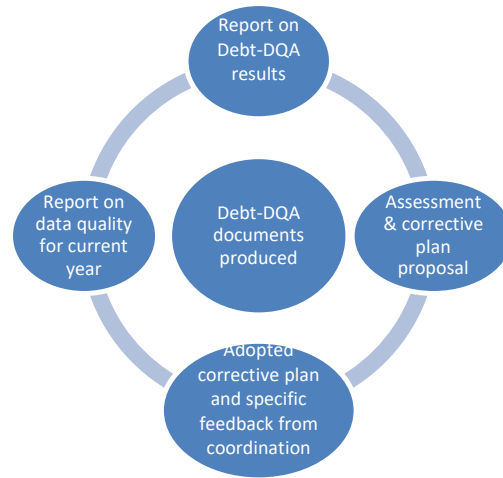 Report on
Debt-DQA
results
Report on
data quality
for current
year
Debt-DQA
documents
produced
Assessment
& corrective
plan
proposal
Adopted
corrective plan
and specific
feedback from
coordination